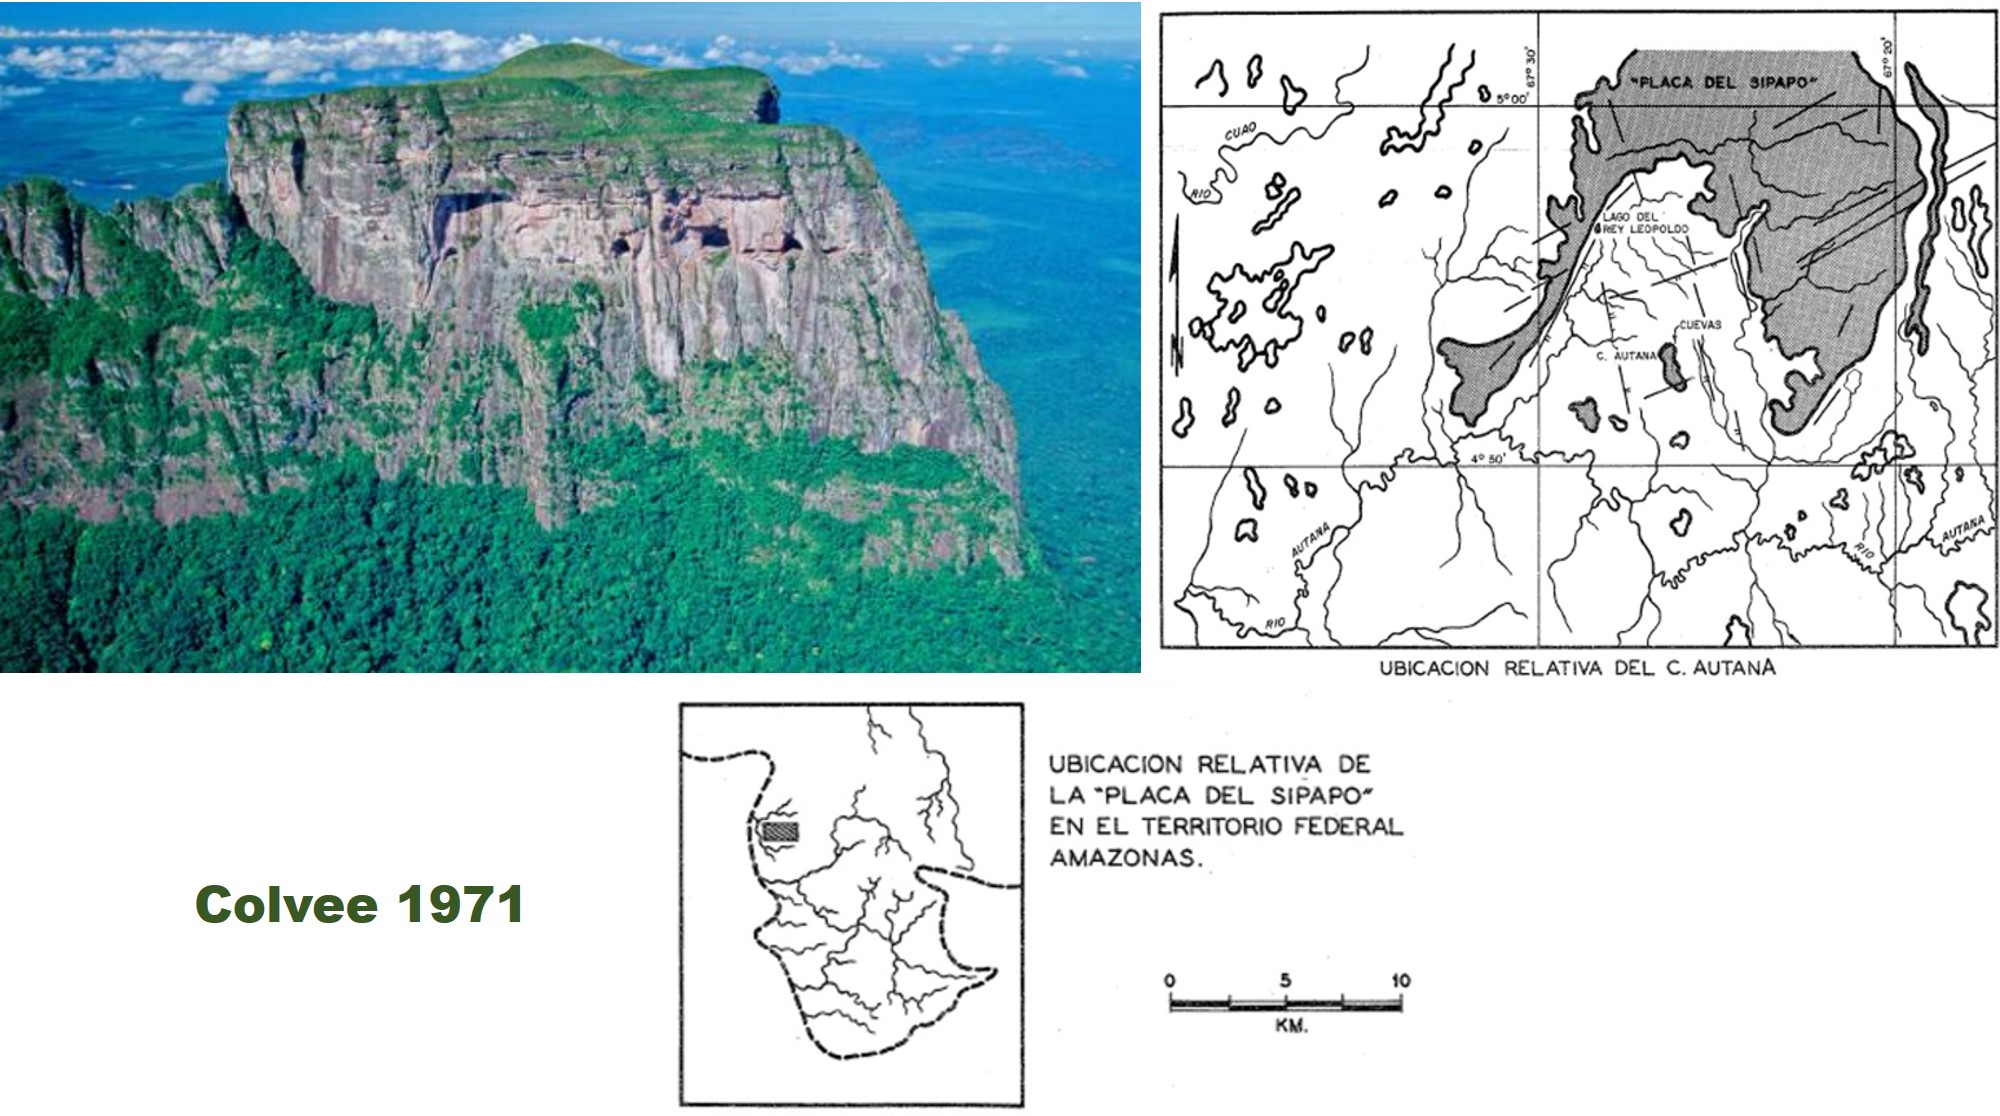 "PLACA DEL SIPAPO"
67° 30'
67° 20'
5° 00'
CUAO
RIO
LAGO DEL
REY LEOPOLDO
CUEVAS
C. AUTANA
4° 50'
AUTANA
RIO
RIO
AUTANA
UBICACION RELATIVA DEL C. AUTANA
UBICACION RELATIVA DE
LA "PLACA DEL SIPAPO"
EN EL TERRITORIO FEDERAL
AMAZONAS.
Colvee 1971
0 5 10
KM.